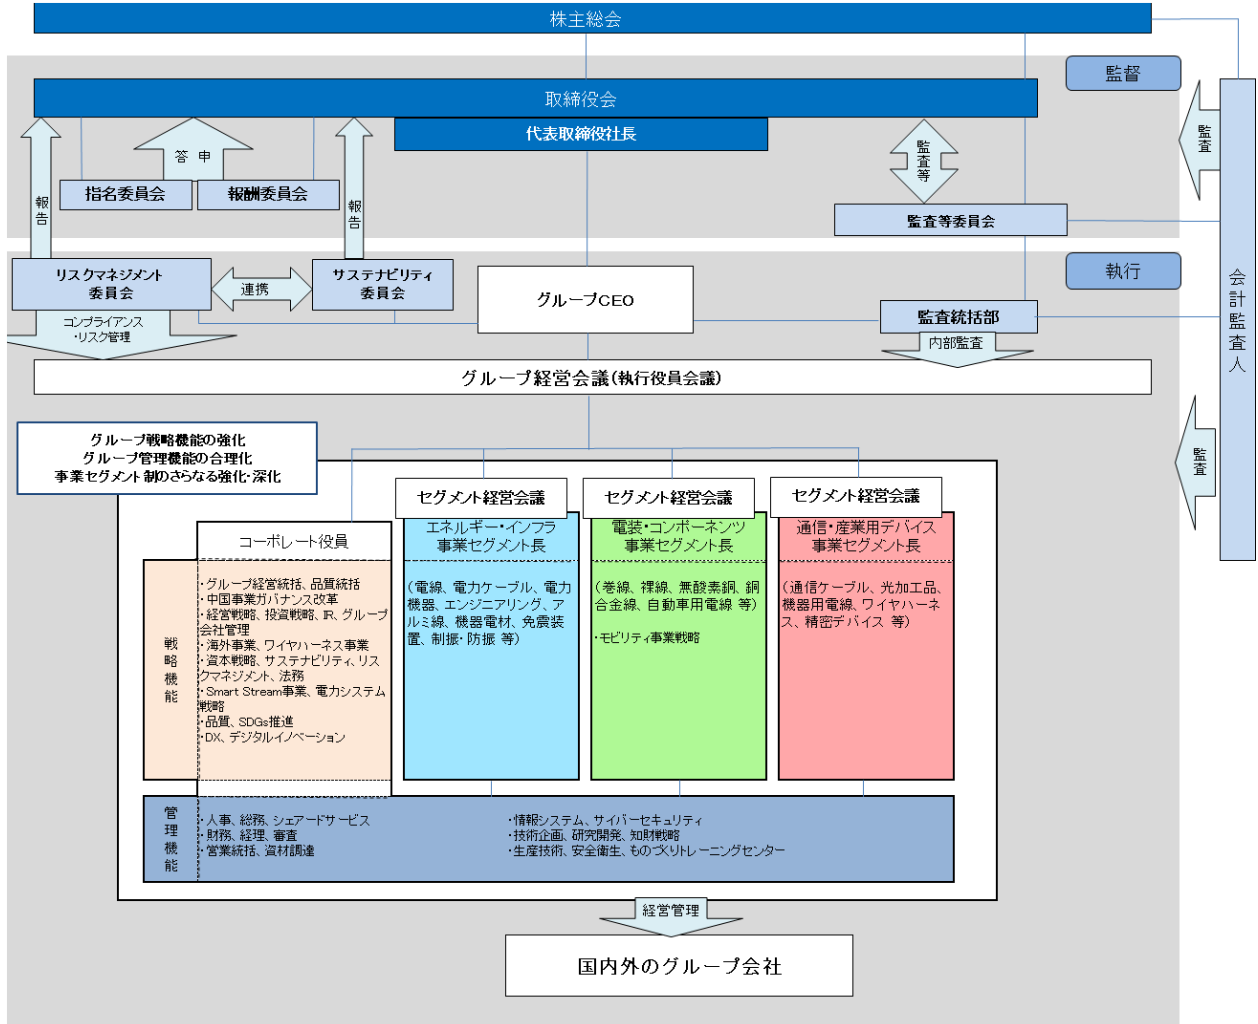 株主総会
監督
取締役会
代表取締役社長
監査
答 申
監査等
指名委員会
報酬委員会
報告
報告
監査等委員会
執行
リスクマネジメント
委員会
連携
サステナビリティ
委員会
グループCEO
会計監査人
監査統括部
コンプライアンス
・リスク管理
内部監査
グループ経営会議(執行役員会議)
グループ戦略機能の強化
グループ管理機能の合理化
事業セグメント制のさらなる強化・深化
監査
セグメント経営会議
セグメント経営会議
セグメント経営会議
コーポレート役員
エネルギー・インフラ
事業セグメント長
電装・コンポーネンツ
事業セグメント長
通信・産業用デバイス
事業セグメント長
戦略機能
・グループ経営統括、品質統括
・中国事業ガバナンス改革
・経営戦略、投資戦略、IR、グループ
会社管理
・海外事業、ワイヤハーネス事業
・資本戦略、サステナビリティ、リス
クマネジメント、法務
・Smart Stream事業、電力システム
戦略
・品質、SDGs推進
・DX、デジタルイノベーション
(電線、電力ケーブル、電力
機器、エンジニアリング、ア
ルミ線、機器電材、免震装
置、制振・防振 等)
(巻線、裸線、無酸素銅、銅
合金線、自動車用電線 等)
・モビリティ事業戦略
(通信ケーブル、光加工品、
機器用電線、ワイヤハーネ
ス、精密デバイス 等)
管理機能
・人事、総務、シェアードサービス
・財務、経理、審査
・営業統括、資材調達
・情報システム、サイバーセキュリティ
・技術企画、研究開発、知財戦略
・生産技術、安全衛生、ものづくりトレーニングセンター
経営管理
国内外のグループ会社